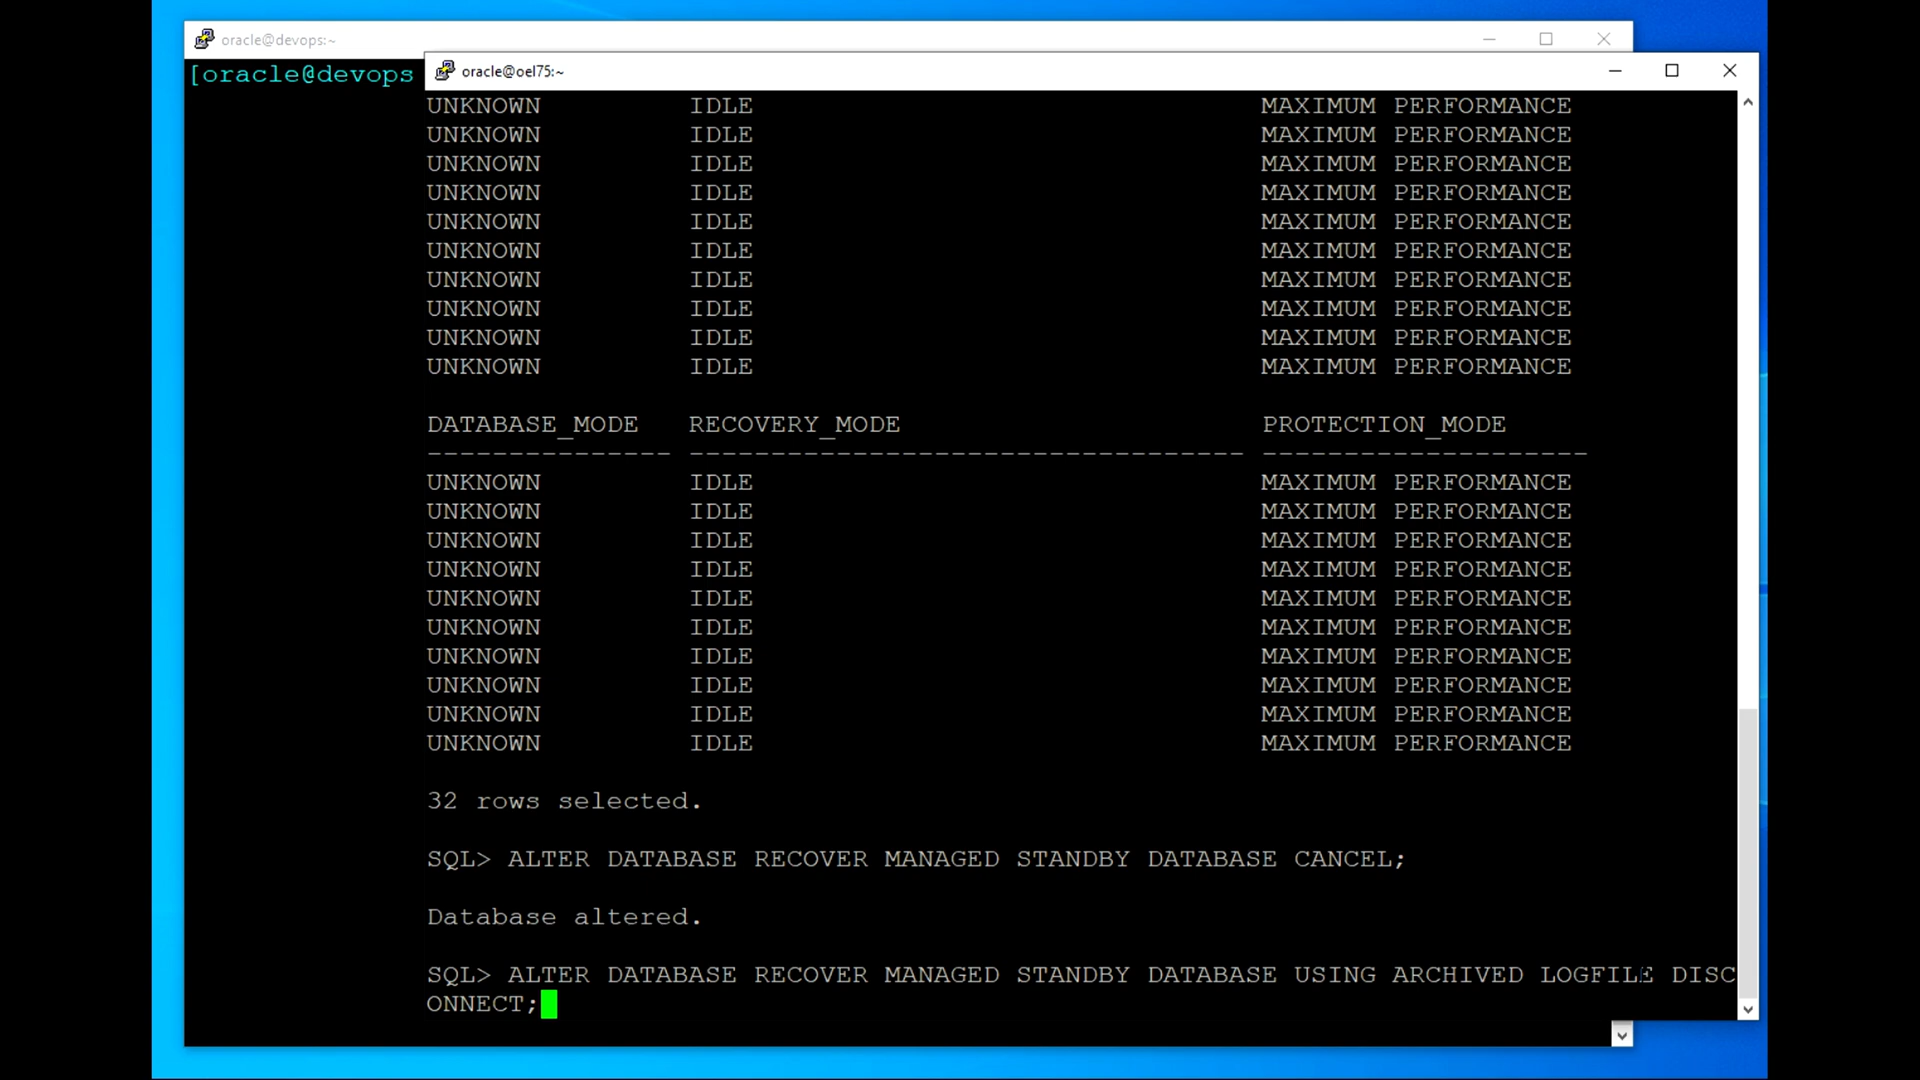 oracle@devops:~
[oracle@devops
oracle@oel75:~
UNKNOWN IDLE MAXIMUM PERFORMANCE
UNKNOWN IDLE MAXIMUM PERFORMANCE
UNKNOWN IDLE MAXIMUM PERFORMANCE
UNKNOWN IDLE MAXIMUM PERFORMANCE
UNKNOWN IDLE MAXIMUM PERFORMANCE
UNKNOWN IDLE MAXIMUM PERFORMANCE
UNKNOWN IDLE MAXIMUM PERFORMANCE
UNKNOWN IDLE MAXIMUM PERFORMANCE
UNKNOWN IDLE MAXIMUM PERFORMANCE
UNKNOWN IDLE MAXIMUM PERFORMANCE
DATABASE_MODE RECOVERY_MODE PROTECTION_MODE
--------------- ---------------------------------- --------------------
UNKNOWN IDLE MAXIMUM PERFORMANCE
UNKNOWN IDLE MAXIMUM PERFORMANCE
UNKNOWN IDLE MAXIMUM PERFORMANCE
UNKNOWN IDLE MAXIMUM PERFORMANCE
UNKNOWN IDLE MAXIMUM PERFORMANCE
UNKNOWN IDLE MAXIMUM PERFORMANCE
UNKNOWN IDLE MAXIMUM PERFORMANCE
UNKNOWN IDLE MAXIMUM PERFORMANCE
UNKNOWN IDLE MAXIMUM PERFORMANCE
UNKNOWN IDLE MAXIMUM PERFORMANCE
32 rows selected.
SQL> ALTER DATABASE RECOVER MANAGED STANDBY DATABASE CANCEL;
Database altered.
SQL> ALTER DATABASE RECOVER MANAGED STANDBY DATABASE USING ARCHIVED LOGFILE DISC
ONNECT;